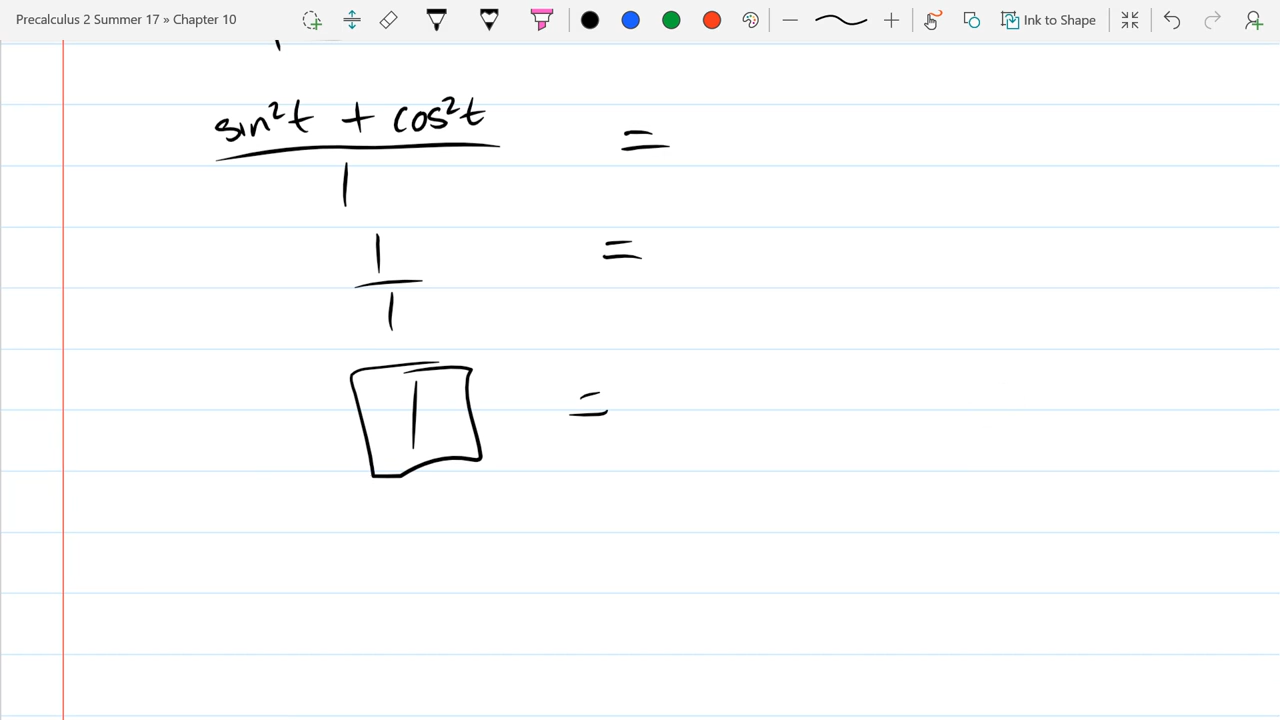 Precalculus 2 Summer 17 » Chapter 10
Ink to Shape
sin²t + cos²t =
1
1 =
1
1 =